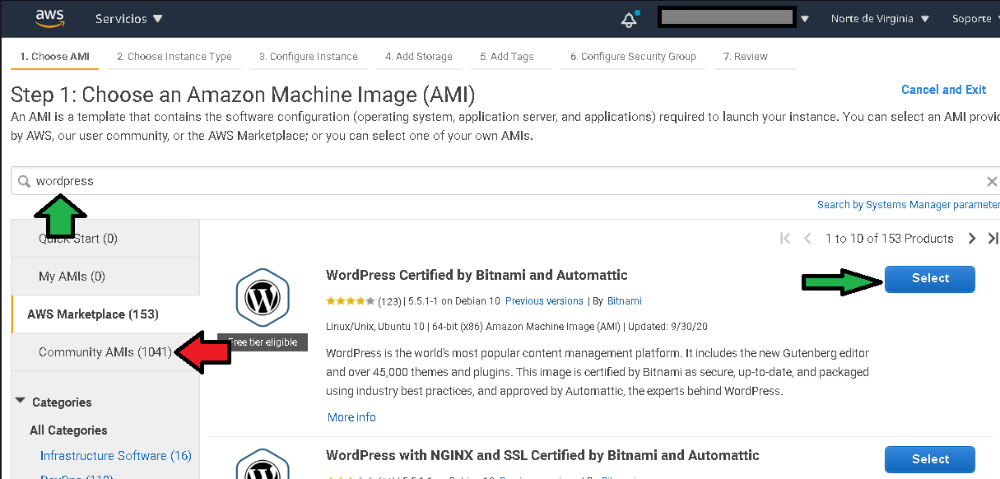 aws Servicios Norte de Virginia Soporte
1. Choose AMI 2. Choose Instance Type 3. Configure Instance 4. Add Storage 5. Add Tags 6. Configure Security Group 7. Review
Step 1: Choose an Amazon Machine Image (AMI) Cancel and Exit
An AMI is a template that contains the software configuration (operating system, application server, and applications) required to launch your instance. You can select an AMI provid
by AWS, our user community, or the AWS Marketplace; or you can select one of your own AMIs.
wordpress
Search by Systems Manager parameter
Quick Start (0)
1 to 10 of 153 Products
My AMIs (0)
AWS Marketplace (153)
Community AMIs (1041)
Categories
All Categories
Infrastructure Software (16)
DevOps (110)
WordPress Certified by Bitnami and Automattic
Select
(123) | 5.5.1-1 on Debian 10 Previous versions | By Bitnami
Linux/Unix, Ubuntu 10 | 64-bit (x86) Amazon Machine Image (AMI) | Updated: 9/30/20
Free tier eligible
WordPress is the world's most popular content management platform. It includes the new Gutenberg editor
and over 45,000 themes and plugins. This image is certified by Bitnami as secure, up-to-date, and packaged
using industry best practices, and approved by Automattic, the experts behind WordPress.
More info
WordPress with NGINX and SSL Certified by Bitnami and Automattic
Select